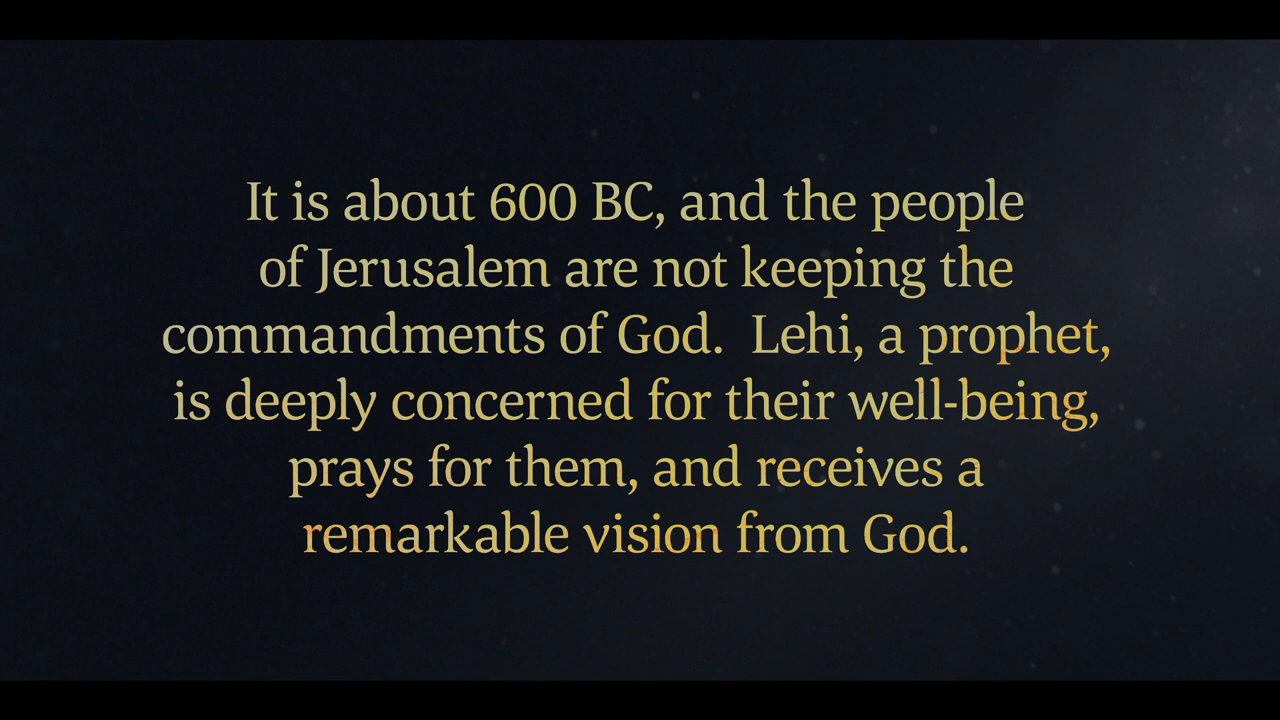 It is about 600 BC, and the people
of Jerusalem are not keeping the
commandments of God.  Lehi, a prophet,
is deeply concerned for their well-being,
prays for them, and receives a
remarkable vision from God.